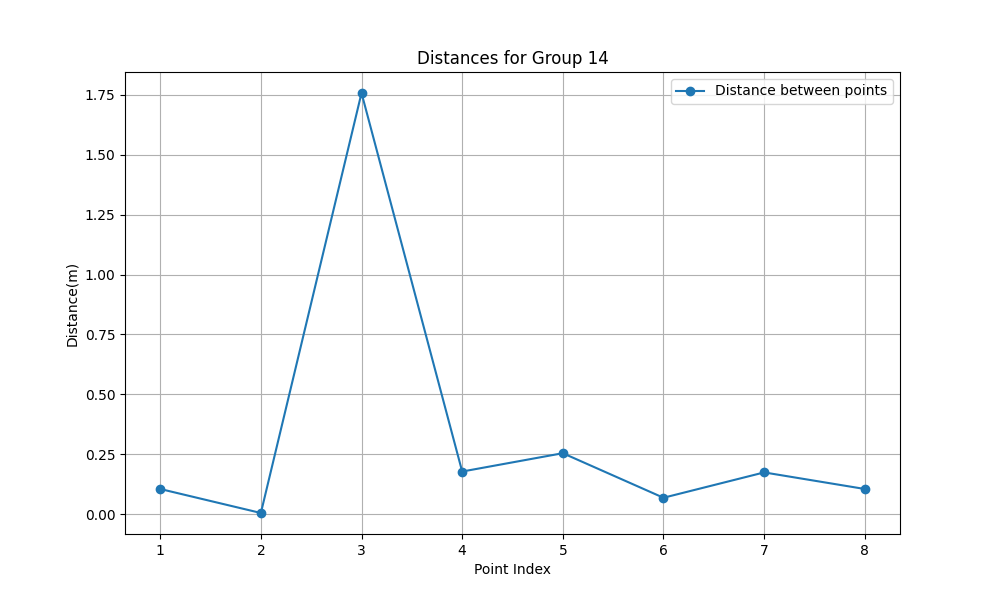 Distances for Group 14
Distance between points
1.75
1.50
1.25
1.00
0.75
0.50
0.25
0.00
Distance(m)
1 2 3 4 5 6 7 8
Point Index